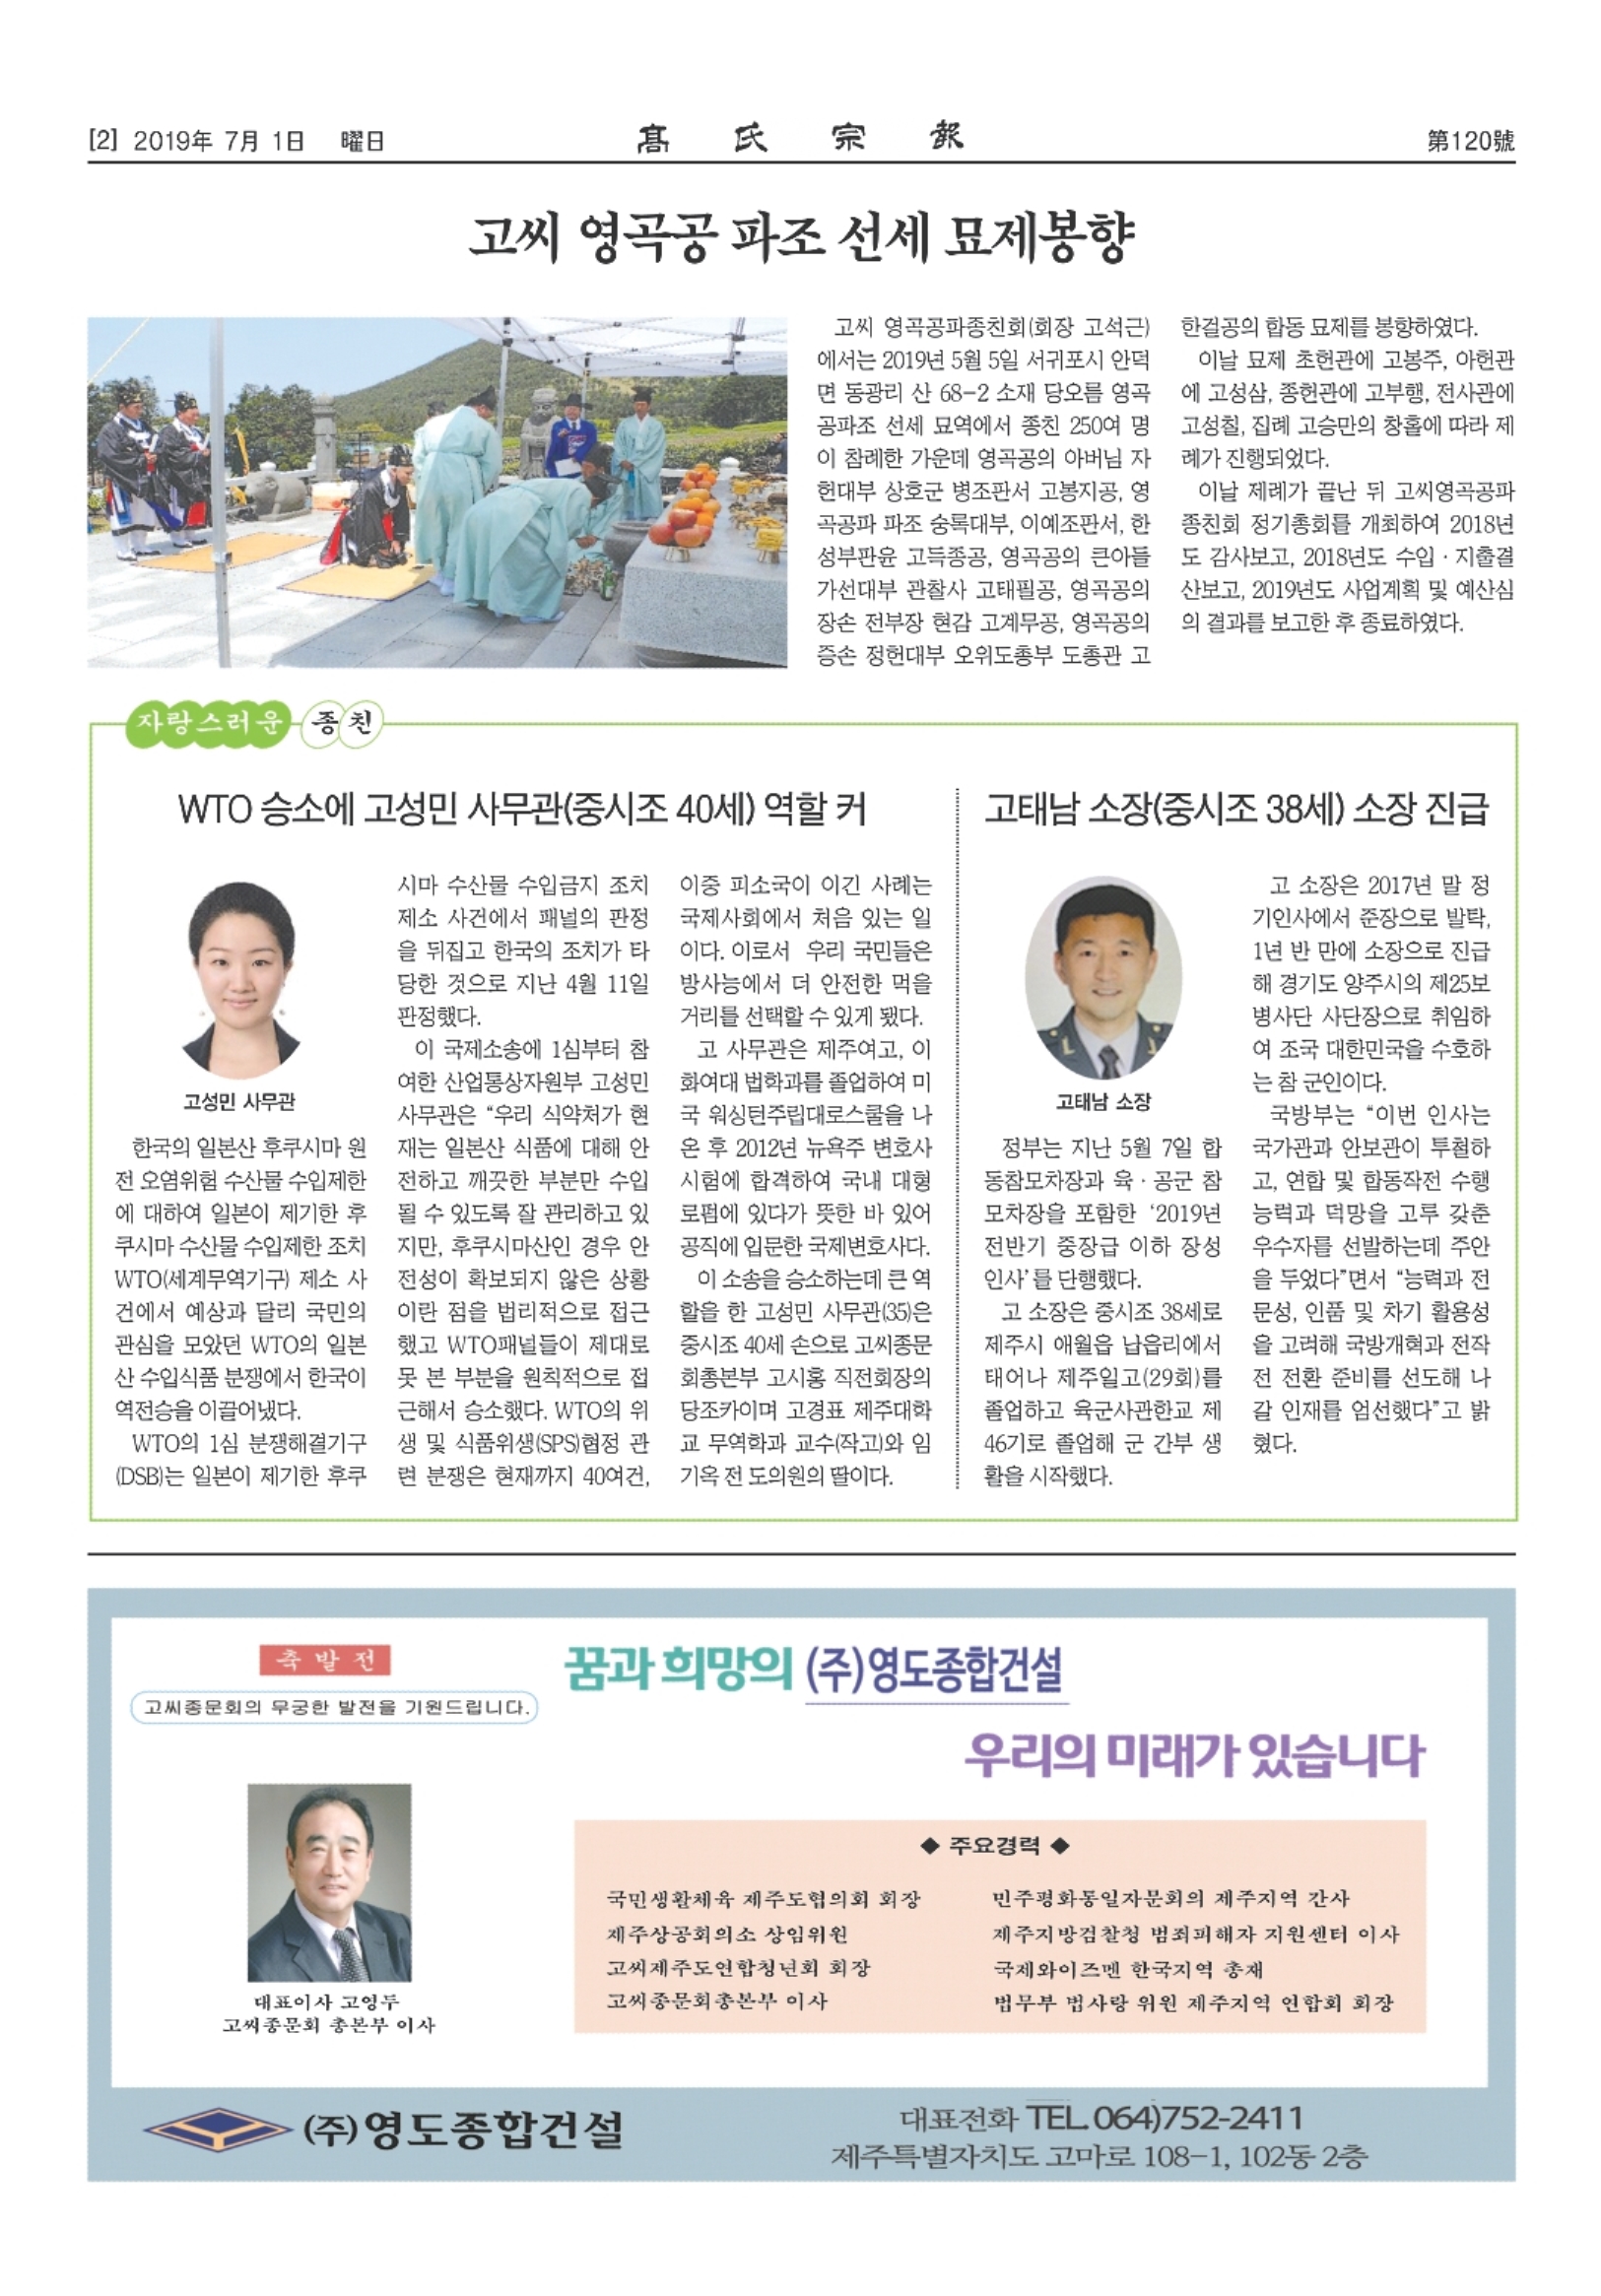 [2] 2019年 7月 1日 曜日
高氏宗報
第120號
고씨 영곡공 파조 선세 묘제봉향
고씨 영곡공파종친회(회장 고석근)
에서는 2019년 5월 5일 서귀포시 안덕
면 동광리 산 68-2 소재 당오름 영곡
공파조 선세 묘역에서 종친 250여 명
이 참례한 가운데 영곡공의 아버님 자
헌대부 상호군 병조판서 고봉지공, 영
곡공파 파조 숭록대부, 이예조판서, 한
성부판윤 고득종공, 영곡공의 큰아들
가선대부 관찰사 고태필공, 영곡공의
장손 전부장 현감 고계무공, 영곡공의
증손 정헌대부 오위도총부 도총관 고
한걸공의 합동 묘제를 봉향하였다.
이날 묘제 초헌관에 고봉주, 아헌관
에 고성삼, 종헌관에 고부행, 전사관에
고성칠, 집례 고승만의 창홀에 따라 제
례가 진행되었다.
이날 제례가 끝난 뒤 고씨영곡공파
종친회 정기총회를 개최하여 2018년
도 감사보고, 2018년도 수입·지출결
산보고, 2019년도 사업계획 및 예산심
의 결과를 보고한 후 종료하였다.
자랑스러운 종친
WTO 승소에 고성민 사무관(중시조 40세) 역할 커
고성민 사무관
한국의 일본산 후쿠시마 원
전 오염위험 수산물 수입제한
에 대하여 일본이 제기한 후
쿠시마 수산물 수입제한 조치
WTO(세계무역기구) 제소 사
건에서 예상과 달리 국민의
관심을 모았던 WTO의 일본
산 수입식품 분쟁에서 한국이
역전승을 이끌어냈다.
WTO의 1심 분쟁해결기구
(DSB)는 일본이 제기한 후쿠
시마 수산물 수입금지 조치
제소 사건에서 패널의 판정
을 뒤집고 한국의 조치가 타
당한 것으로 지난 4월 11일
판정했다.
이 국제소송에 1심부터 참
여한 산업통상자원부 고성민
사무관은 “우리 식약처가 현
재는 일본산 식품에 대해 안
전하고 깨끗한 부분만 수입
될 수 있도록 잘 관리하고 있
지만, 후쿠시마산인 경우 안
전성이 확보되지 않은 상황
이란 점을 법리적으로 접근
했고 WTO패널들이 제대로
못 본 부분을 원칙적으로 접
근해서 승소했다. WTO의 위
생 및 식품위생(SPS)협정 관
련 분쟁은 현재까지 40여건,
이중 피소국이 이긴 사례는
국제사회에서 처음 있는 일
이다. 이로서 우리 국민들은
방사능에서 더 안전한 먹을
거리를 선택할 수 있게 됐다.
고 사무관은 제주여고, 이
화여대 법학과를 졸업하여 미
국 워싱턴주립대로스쿨을 나
온 후 2012년 뉴욕주 변호사
시험에 합격하여 국내 대형
로펌에 있다가 뜻한 바 있어
공직에 입문한 국제변호사다.
이 소송을 승소하는데 큰 역
할을 한 고성민 사무관(35)은
중시조 40세 손으로 고씨종문
회총본부 고시홍 직전회장의
당조카이며 고경표 제주대학
교 무역학과 교수(작고)와 임
기옥 전 도의원의 딸이다.
고태남 소장(중시조 38세) 소장 진급
고태남 소장
정부는 지난 5월 7일 합
동참모차장과 육·공군 참
모차장을 포함한 ‘2019년
전반기 중장급 이하 장성
인사’를 단행했다.
고 소장은 중시조 38세로
제주시 애월읍 납읍리에서
태어나 제주일고(29회)를
졸업하고 육군사관한교 제
46기로 졸업해 군 간부 생
활을 시작했다.
고 소장은 2017년 말 정
기인사에서 준장으로 발탁,
1년 반 만에 소장으로 진급
해 경기도 양주시의 제25보
병사단 사단장으로 취임하
여 조국 대한민국을 수호하
는 참 군인이다.
국방부는 “이번 인사는
국가관과 안보관이 투철하
고, 연합 및 합동작전 수행
능력과 덕망을 고루 갖춘
우수자를 선발하는데 주안
을 두었다”면서 “능력과 전
문성, 인품 및 차기 활용성
을 고려해 국방개혁과 전작
전 전환 준비를 선도해 나
갈 인재를 엄선했다”고 밝
혔다.
축 발 전
고씨종문회의 무궁한 발전을 기원드립니다.
꿈과 희망의 (주)영도종합건설
우리의 미래가 있습니다
대표이사 고영두
고씨종문회 총본부 이사
◆ 주요경력 ◆
국민생활체육 제주도협의회 회장
제주상공회의소 상임위원
고씨제주도연합청년회 회장
고씨종문회총본부 이사
민주평화통일자문회의 제주지역 간사
제주지방검찰청 범죄피해자 지원센터 이사
국제와이즈멘 한국지역 총재
법무부 법사랑 위원 제주지역 연합회 회장
(주)영도종합건설
대표전화 TEL. 064)752-2411
제주특별자치도 고마로 108-1, 102동 2층